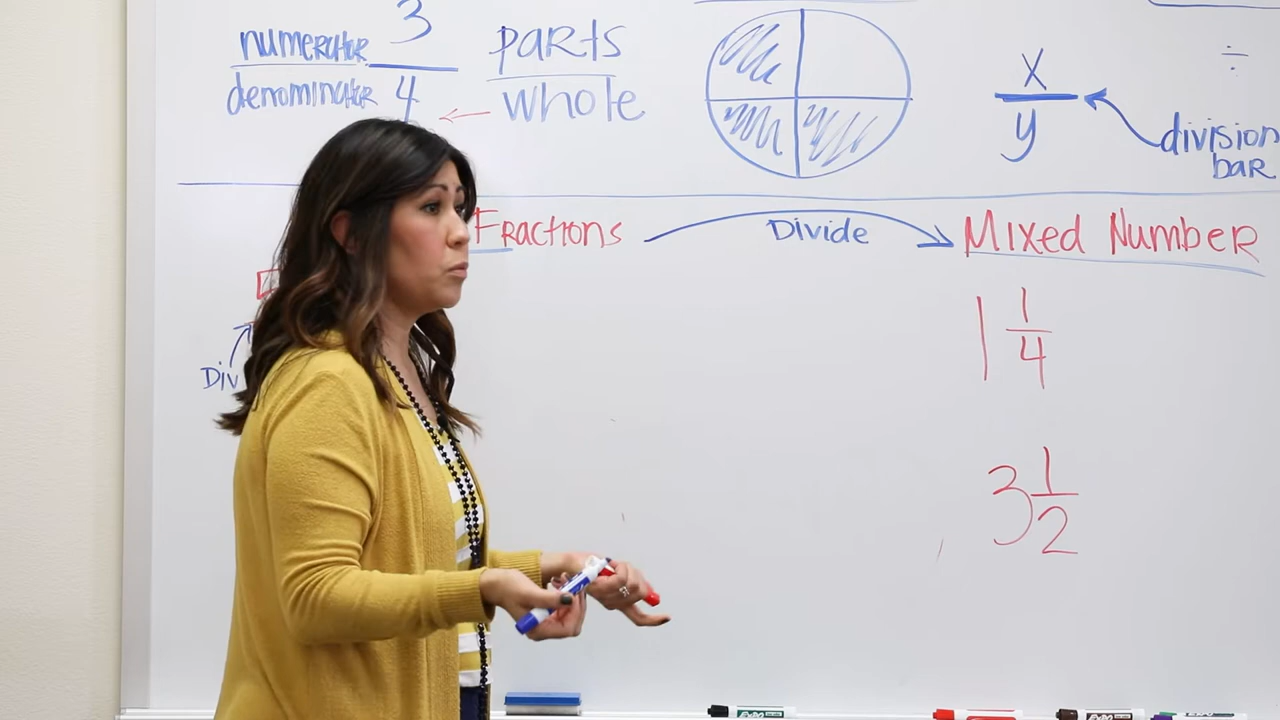 numerator 3 parts
denominator 4 whole
x
y
÷
division
bar
Fractions Divide Mixed Number
1 1/4
Div
3 1/2